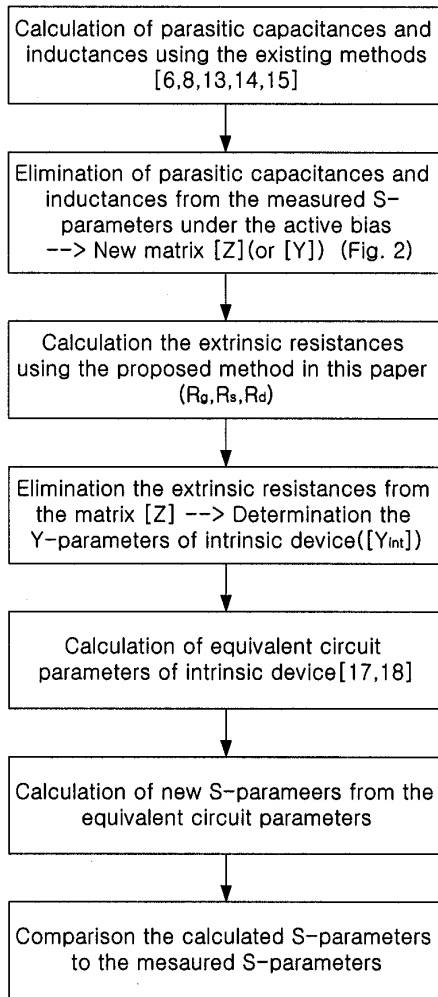 Calculation of parasitic capacitances and
inductances using the existing methods
[6,8,13,14,15]
Elimination of parasitic capacitances and
inductances from the measured S-
parameters under the active bias
--> New matrix [Z](or [Y]) (Fig. 2)
Calculation the extrinsic resistances
using the proposed method in this paper
(Rg,Rs,Rd)
Elimination the extrinsic resistances from
the matrix [Z] --> Determination the
Y-parameters of intrinsic device([Yint])
Calculation of equivalent circuit
parameters of intrinsic device[17,18]
Calculation of new S-parameers from the
equivalent circuit parameters
Comparison the calculated S-parameters
to the mesaured S-parameters